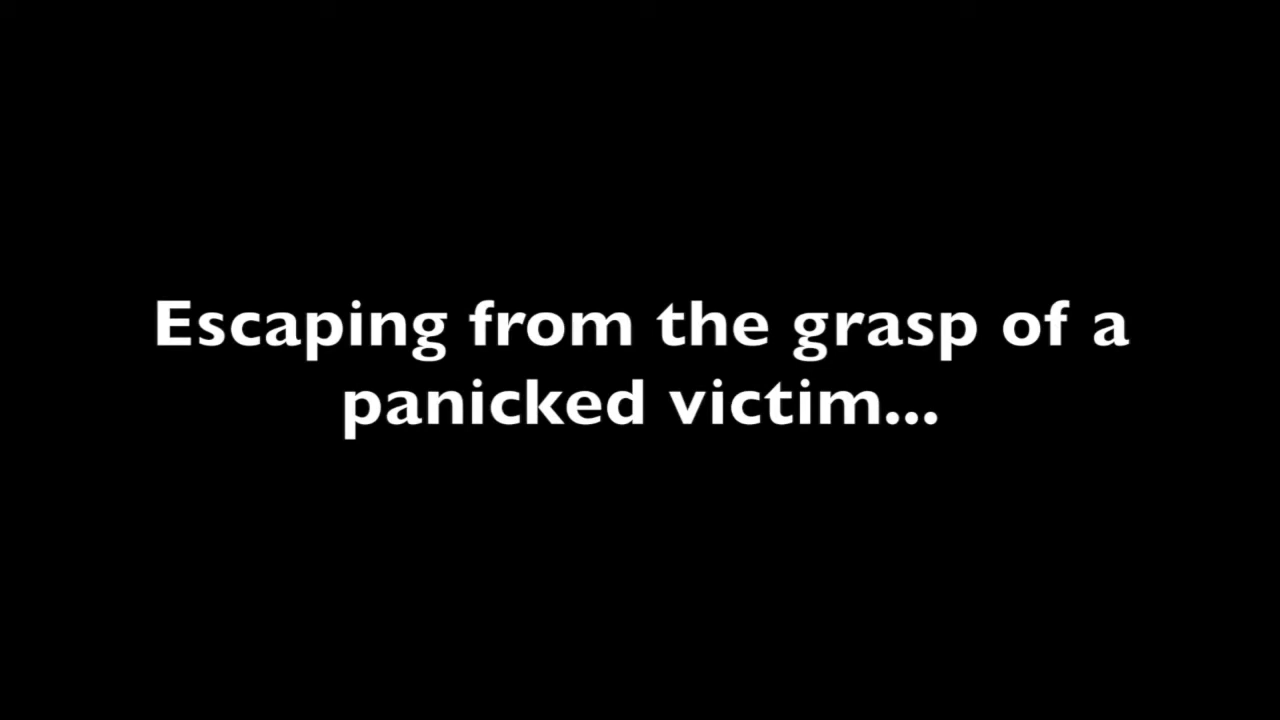 Escaping from the grasp of a
panicked victim...